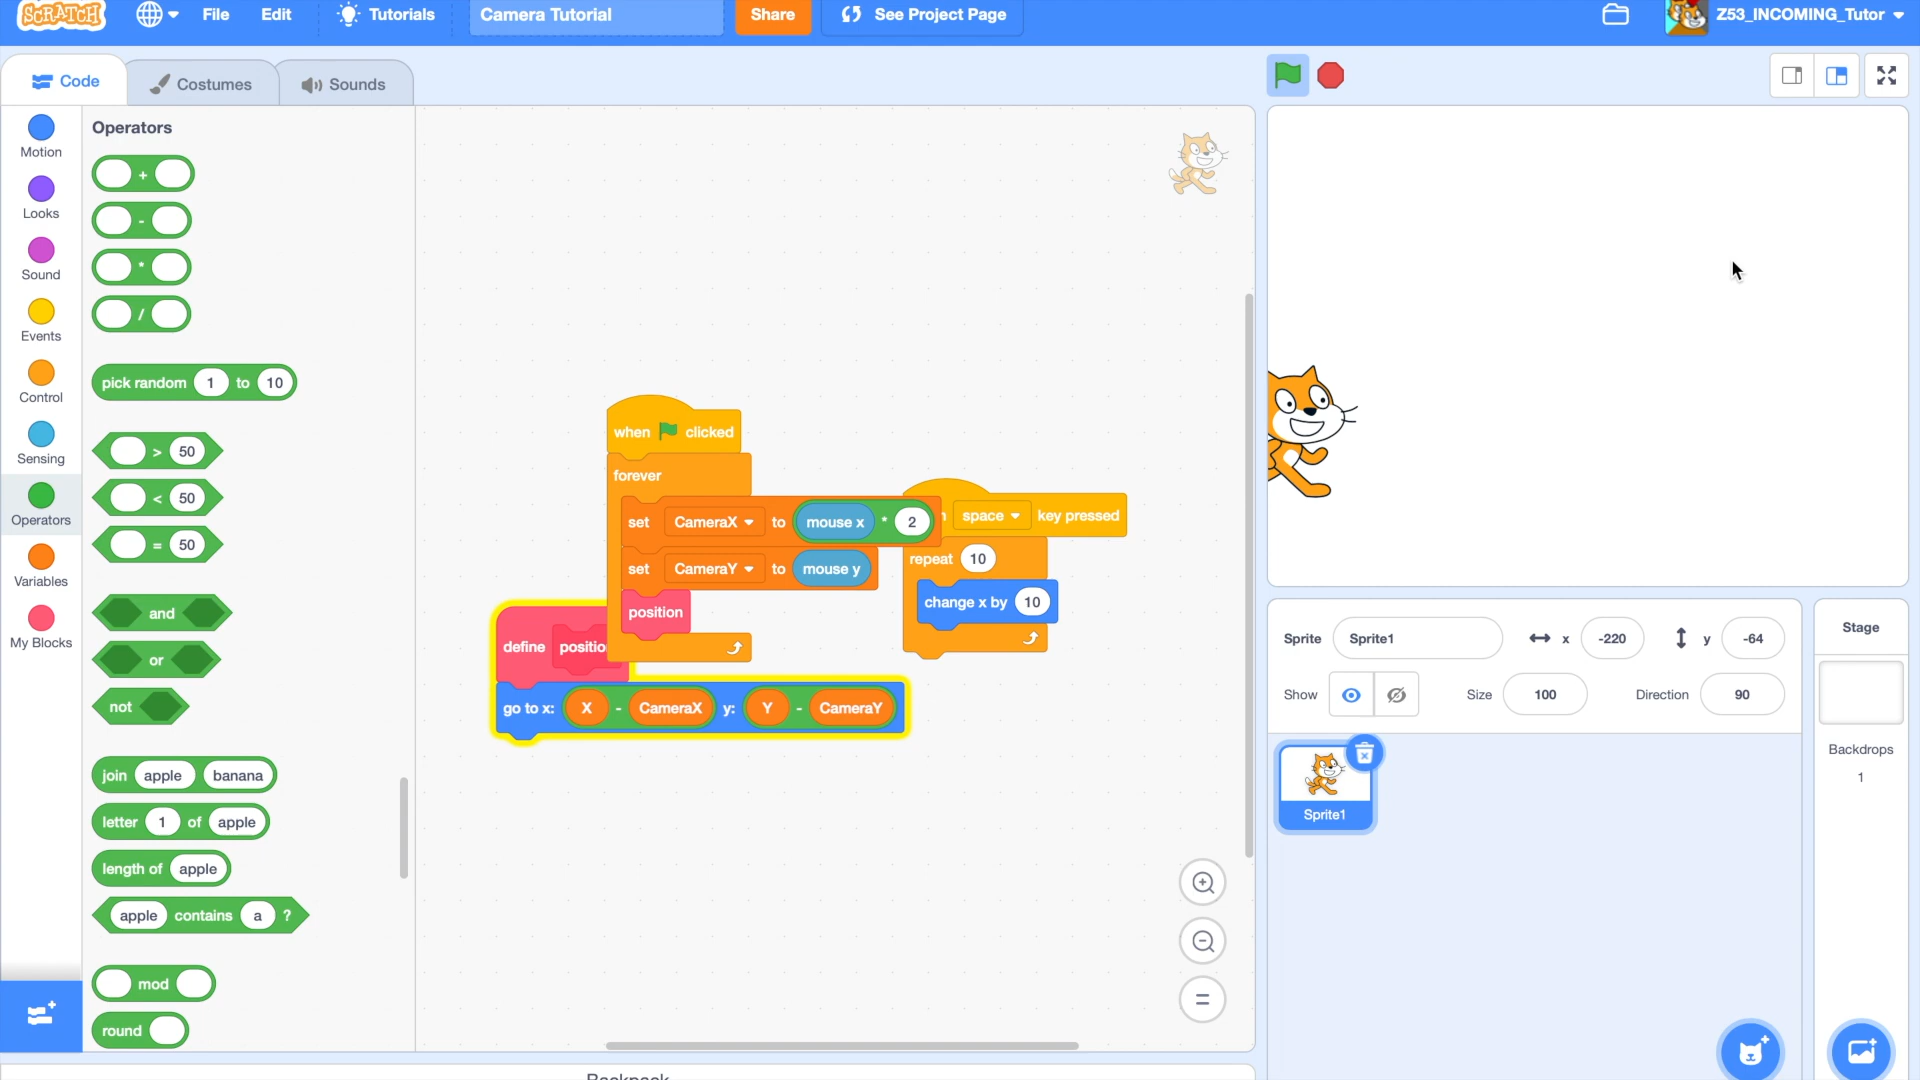 SCRATCH
File
Edit
Tutorials
Camera Tutorial
Share
See Project Page
Z53_INCOMING_Tutor
Code
Costumes
Sounds
Motion
Looks
Sound
Events
Control
Sensing
Operators
Variables
My Blocks
Operators
+
-
*
/
pick random 1 to 10
> 50
< 50
= 50
and
or
not
join apple banana
letter 1 of apple
length of apple
apple contains a ?
mod
round
when clicked
forever
set CameraX to mouse x * 2
set CameraY to mouse y
position
define
go to x: X - CameraX y: Y - CameraY
space key pressed
repeat 10
change x by 10
Sprite Sprite1 x -220 y -64
Show Size 100 Direction 90
Sprite1
Stage
Backdrops
1